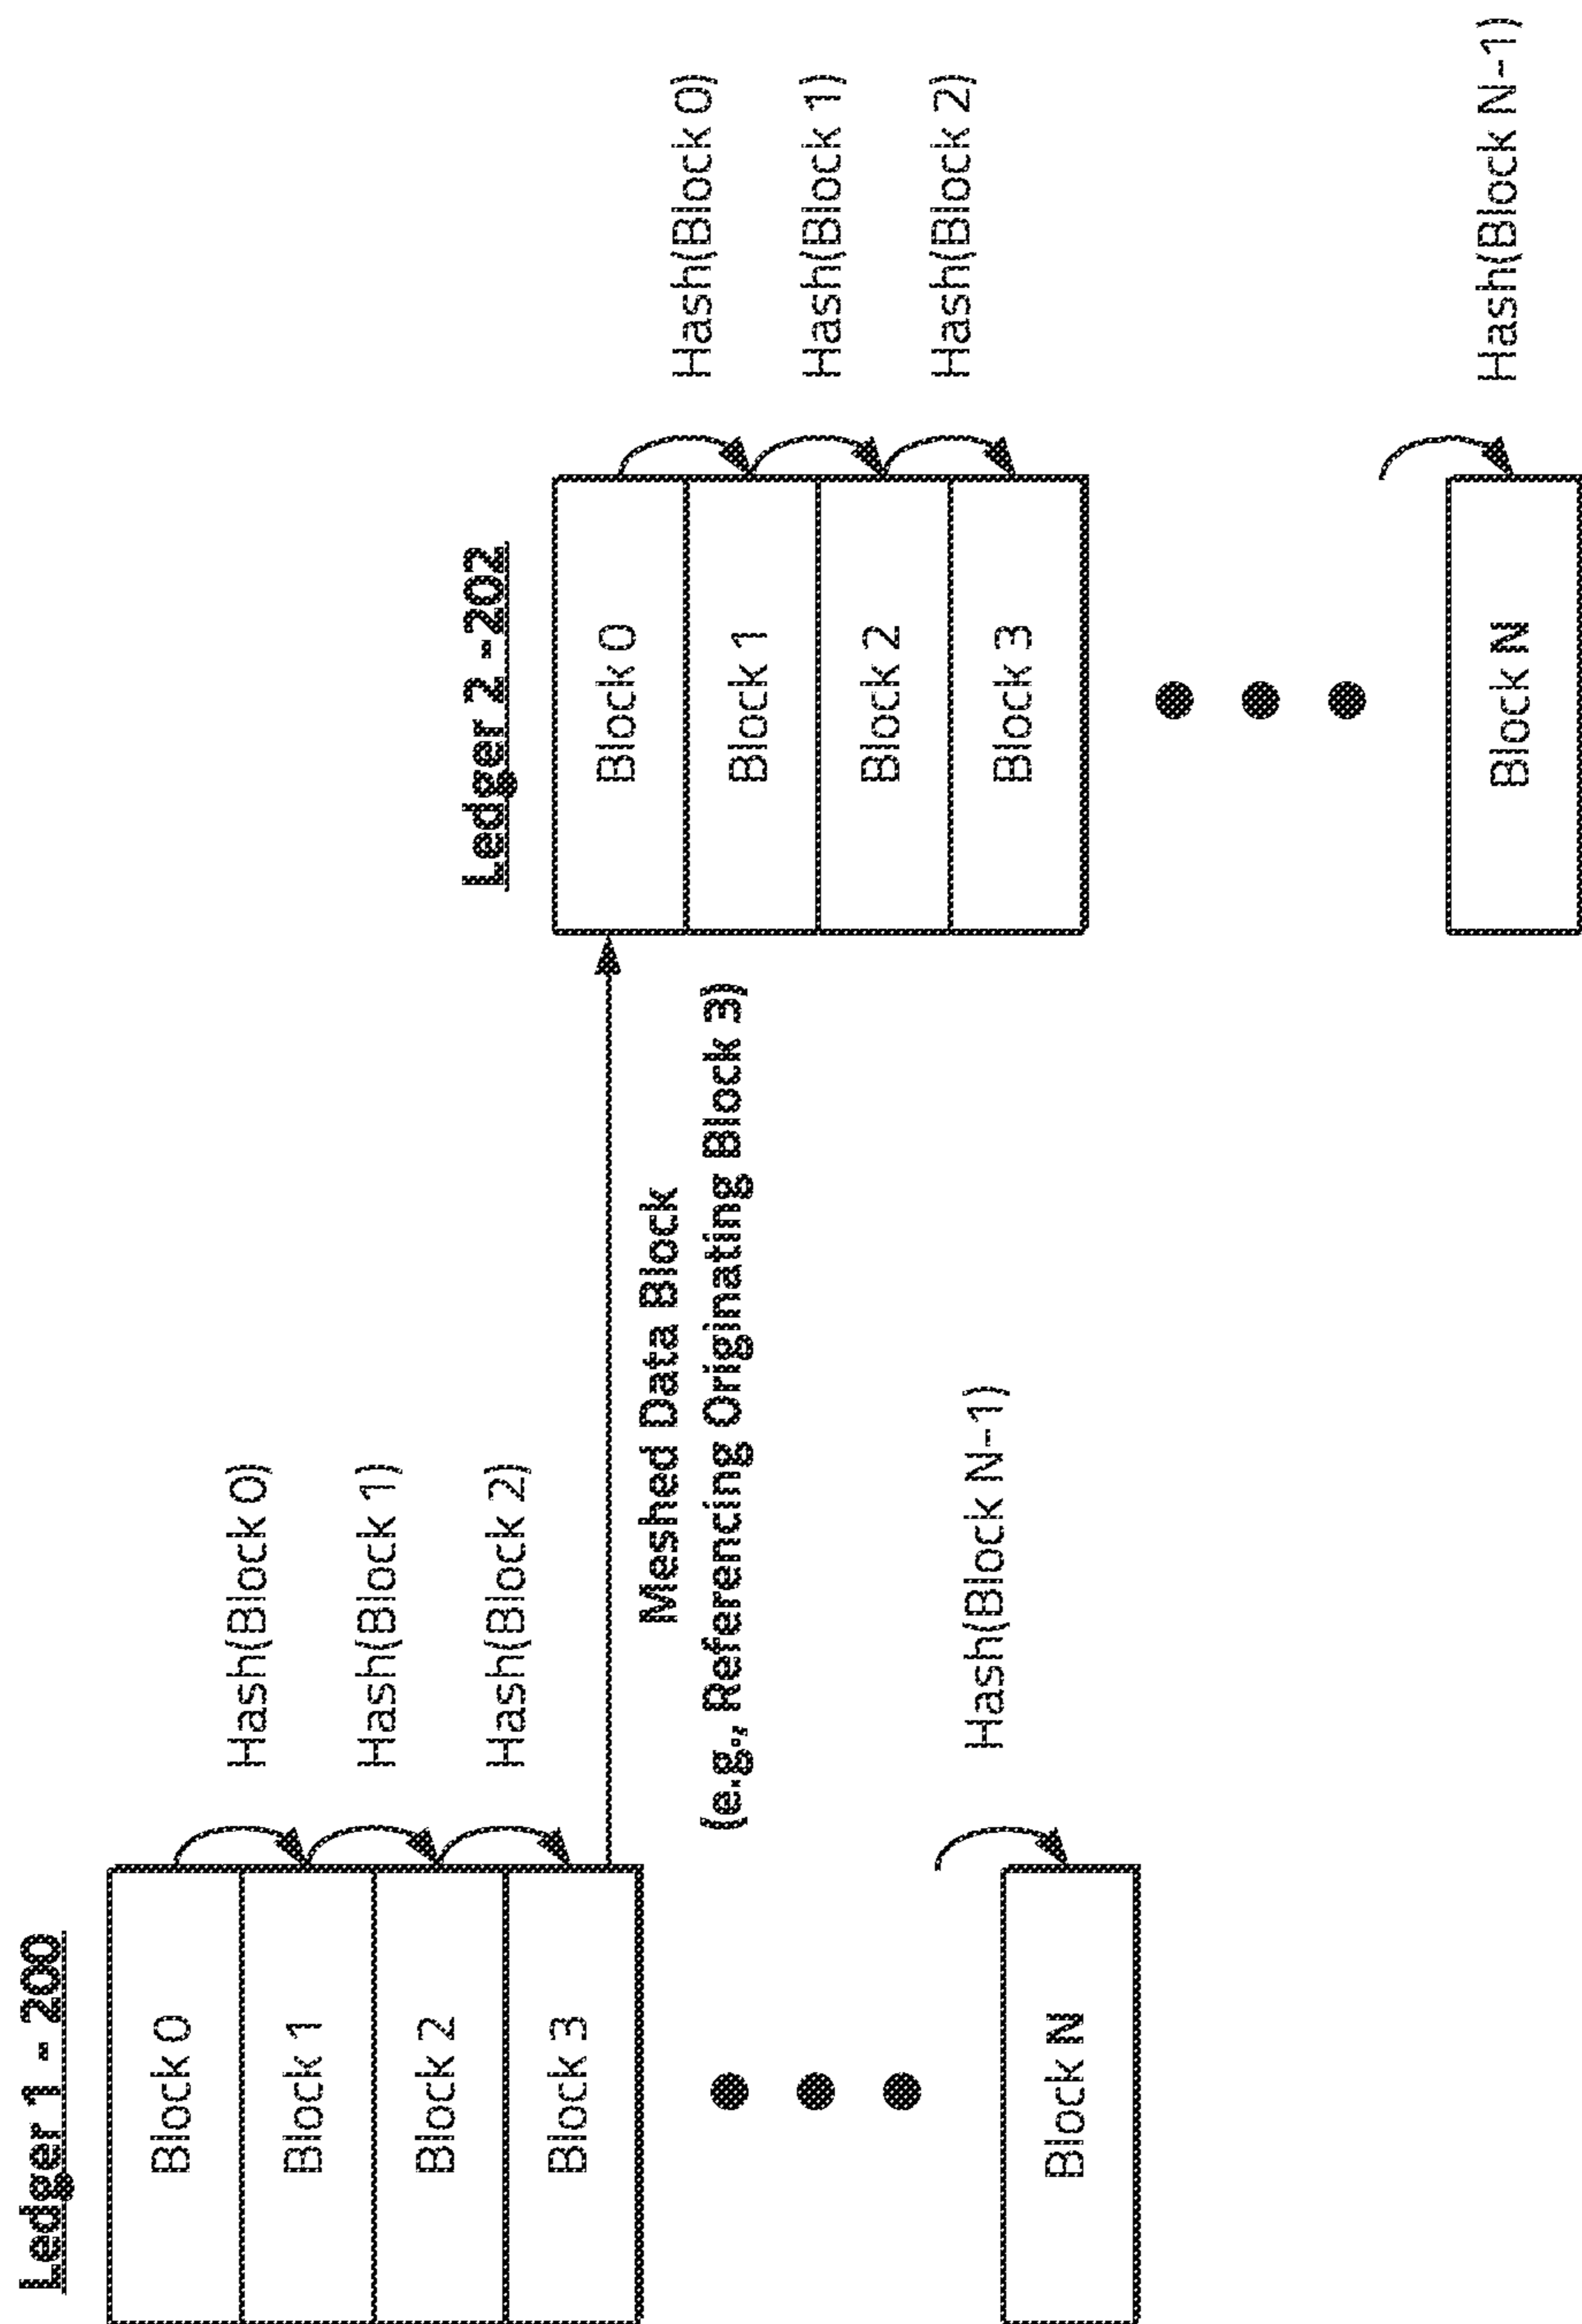 Ledger 1 - 200
Block 0
Block 1
Block 2
Block 3
Block N
Hash(Block 0)
Hash(Block 1)
Hash(Block 2)
Hash(Block N-1)
Meshed Data Block
(e.g., Referencing Originating Block 3)
Ledger 2 -202
Block 0
Block 1
Block 2
Block 3
Block N
Hash(Block 0)
Hash(Block 1)
Hash(Block 2)
Hash(Block N-1)